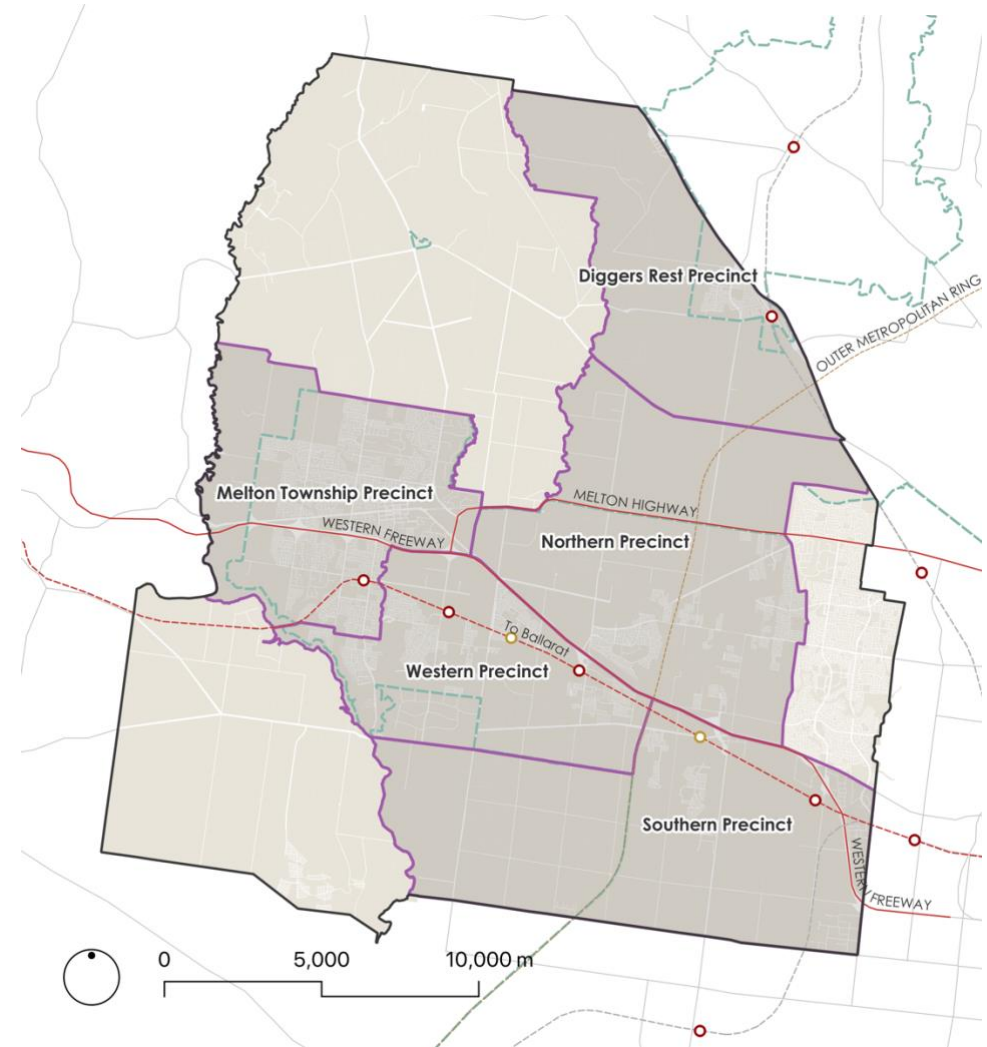 Diggers Rest Precinct
OUTER METROPOLITAN RING
Melton Township Precinct
MELTON HIGHWAY
WESTERN FREEWAY
Northern Precinct
To Ballarat
Western Precinct
Southern Precinct
WESTERN FREEWAY
0 5,000 10,000 m